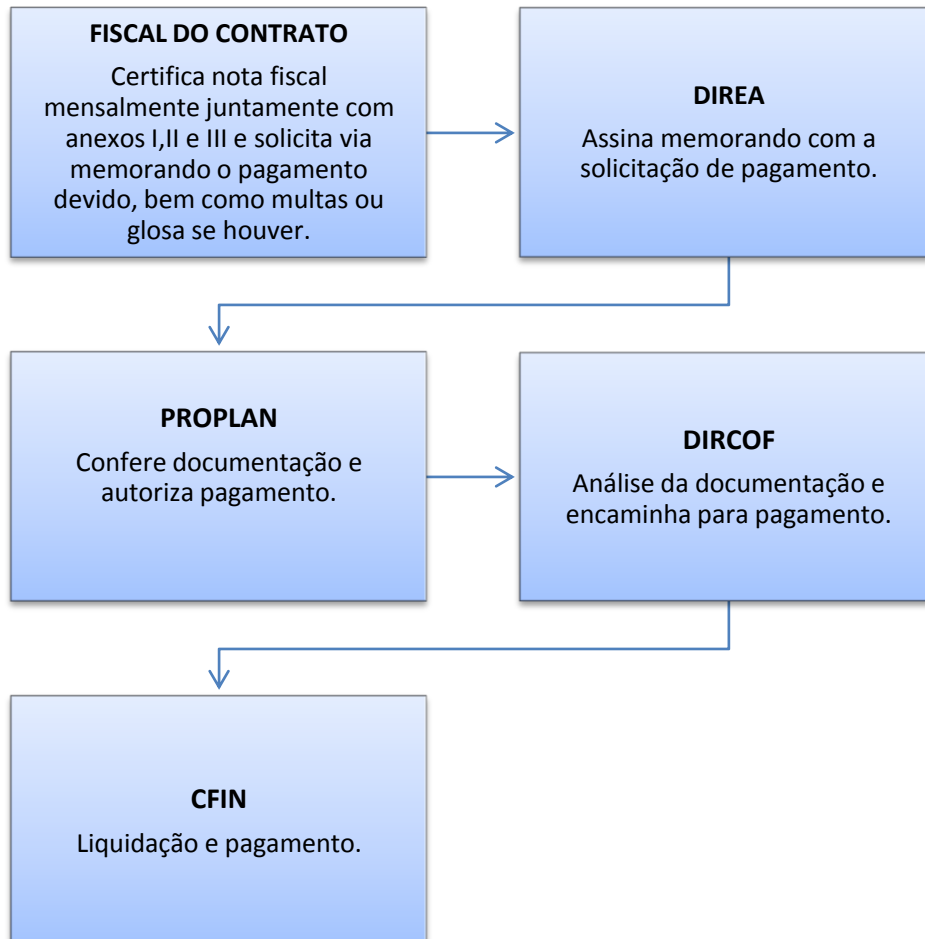 FISCAL DO CONTRATO
Certifica nota fiscal
mensalmente juntamente com
anexos I,II e III e solicita via
memorando o pagamento
devido, bem como multas ou
glosa se houver.
DIREA
Assina memorando com a
solicitação de pagamento.
PROPLAN
Confere documentação e
autoriza pagamento.
DIRCOF
Análise da documentação e
encaminha para pagamento.
CFIN
Liquidação e pagamento.